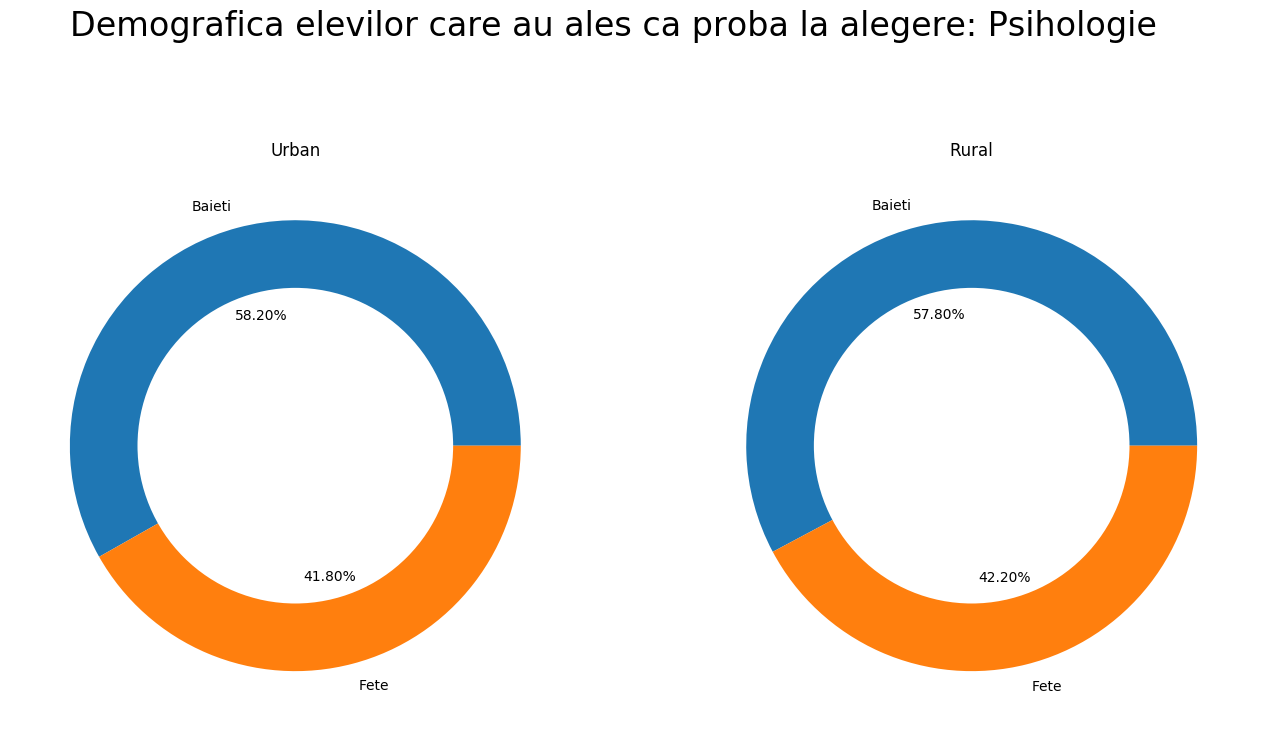 Demografica elevilor care au ales ca proba la alegere: Psihologie
Urban
Baieti
58.20%
41.80%
Fete
Rural
Baieti
57.80%
42.20%
Fete